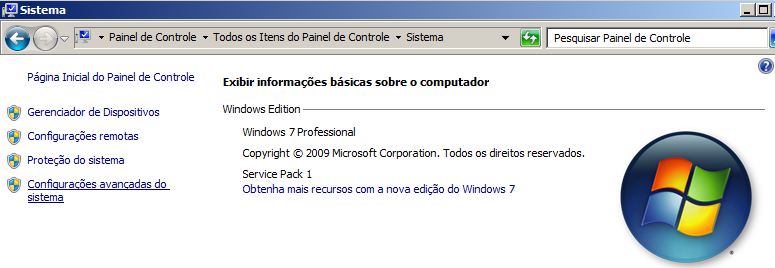 Sistema
Painel de Controle Todos os Itens do Painel de Controle Sistema Pesquisar Painel de Controle
Página Inicial do Painel de Controle
Gerenciador de Dispositivos
Configurações remotas
Proteção do sistema
Configurações avançadas do
sistema
Exibir informações básicas sobre o computador
Windows Edition
Windows 7 Professional
Copyright © 2009 Microsoft Corporation. Todos os direitos reservados.
Service Pack 1
Obtenha mais recursos com a nova edição do Windows 7